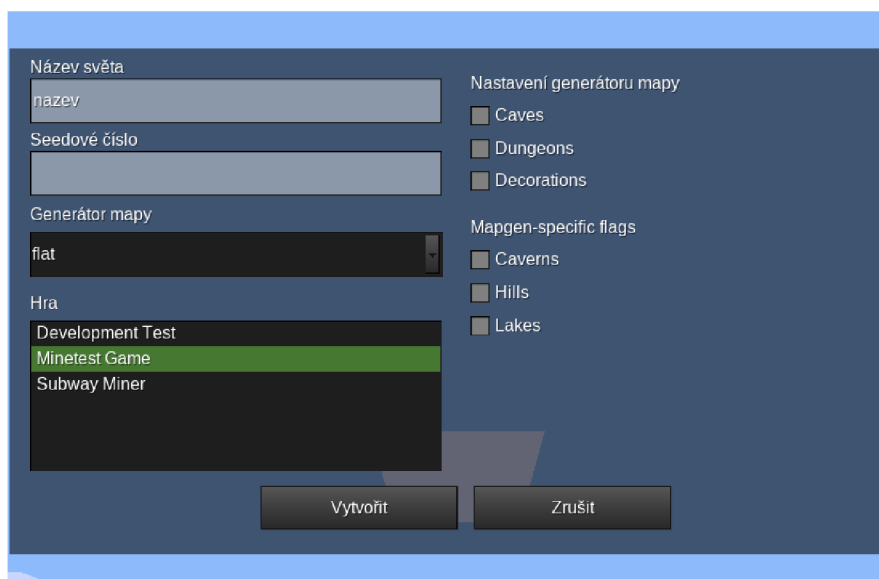 Název světa
nazev
Seedové číslo
Generátor mapy
flat
Hra
Development Test
Minetest Game
Subway Miner
Nastavení generátoru mapy
Caves
Dungeons
Decorations
Mapgen-specific flags
Caverns
Hills
Lakes
Vytvořit
Zrušit